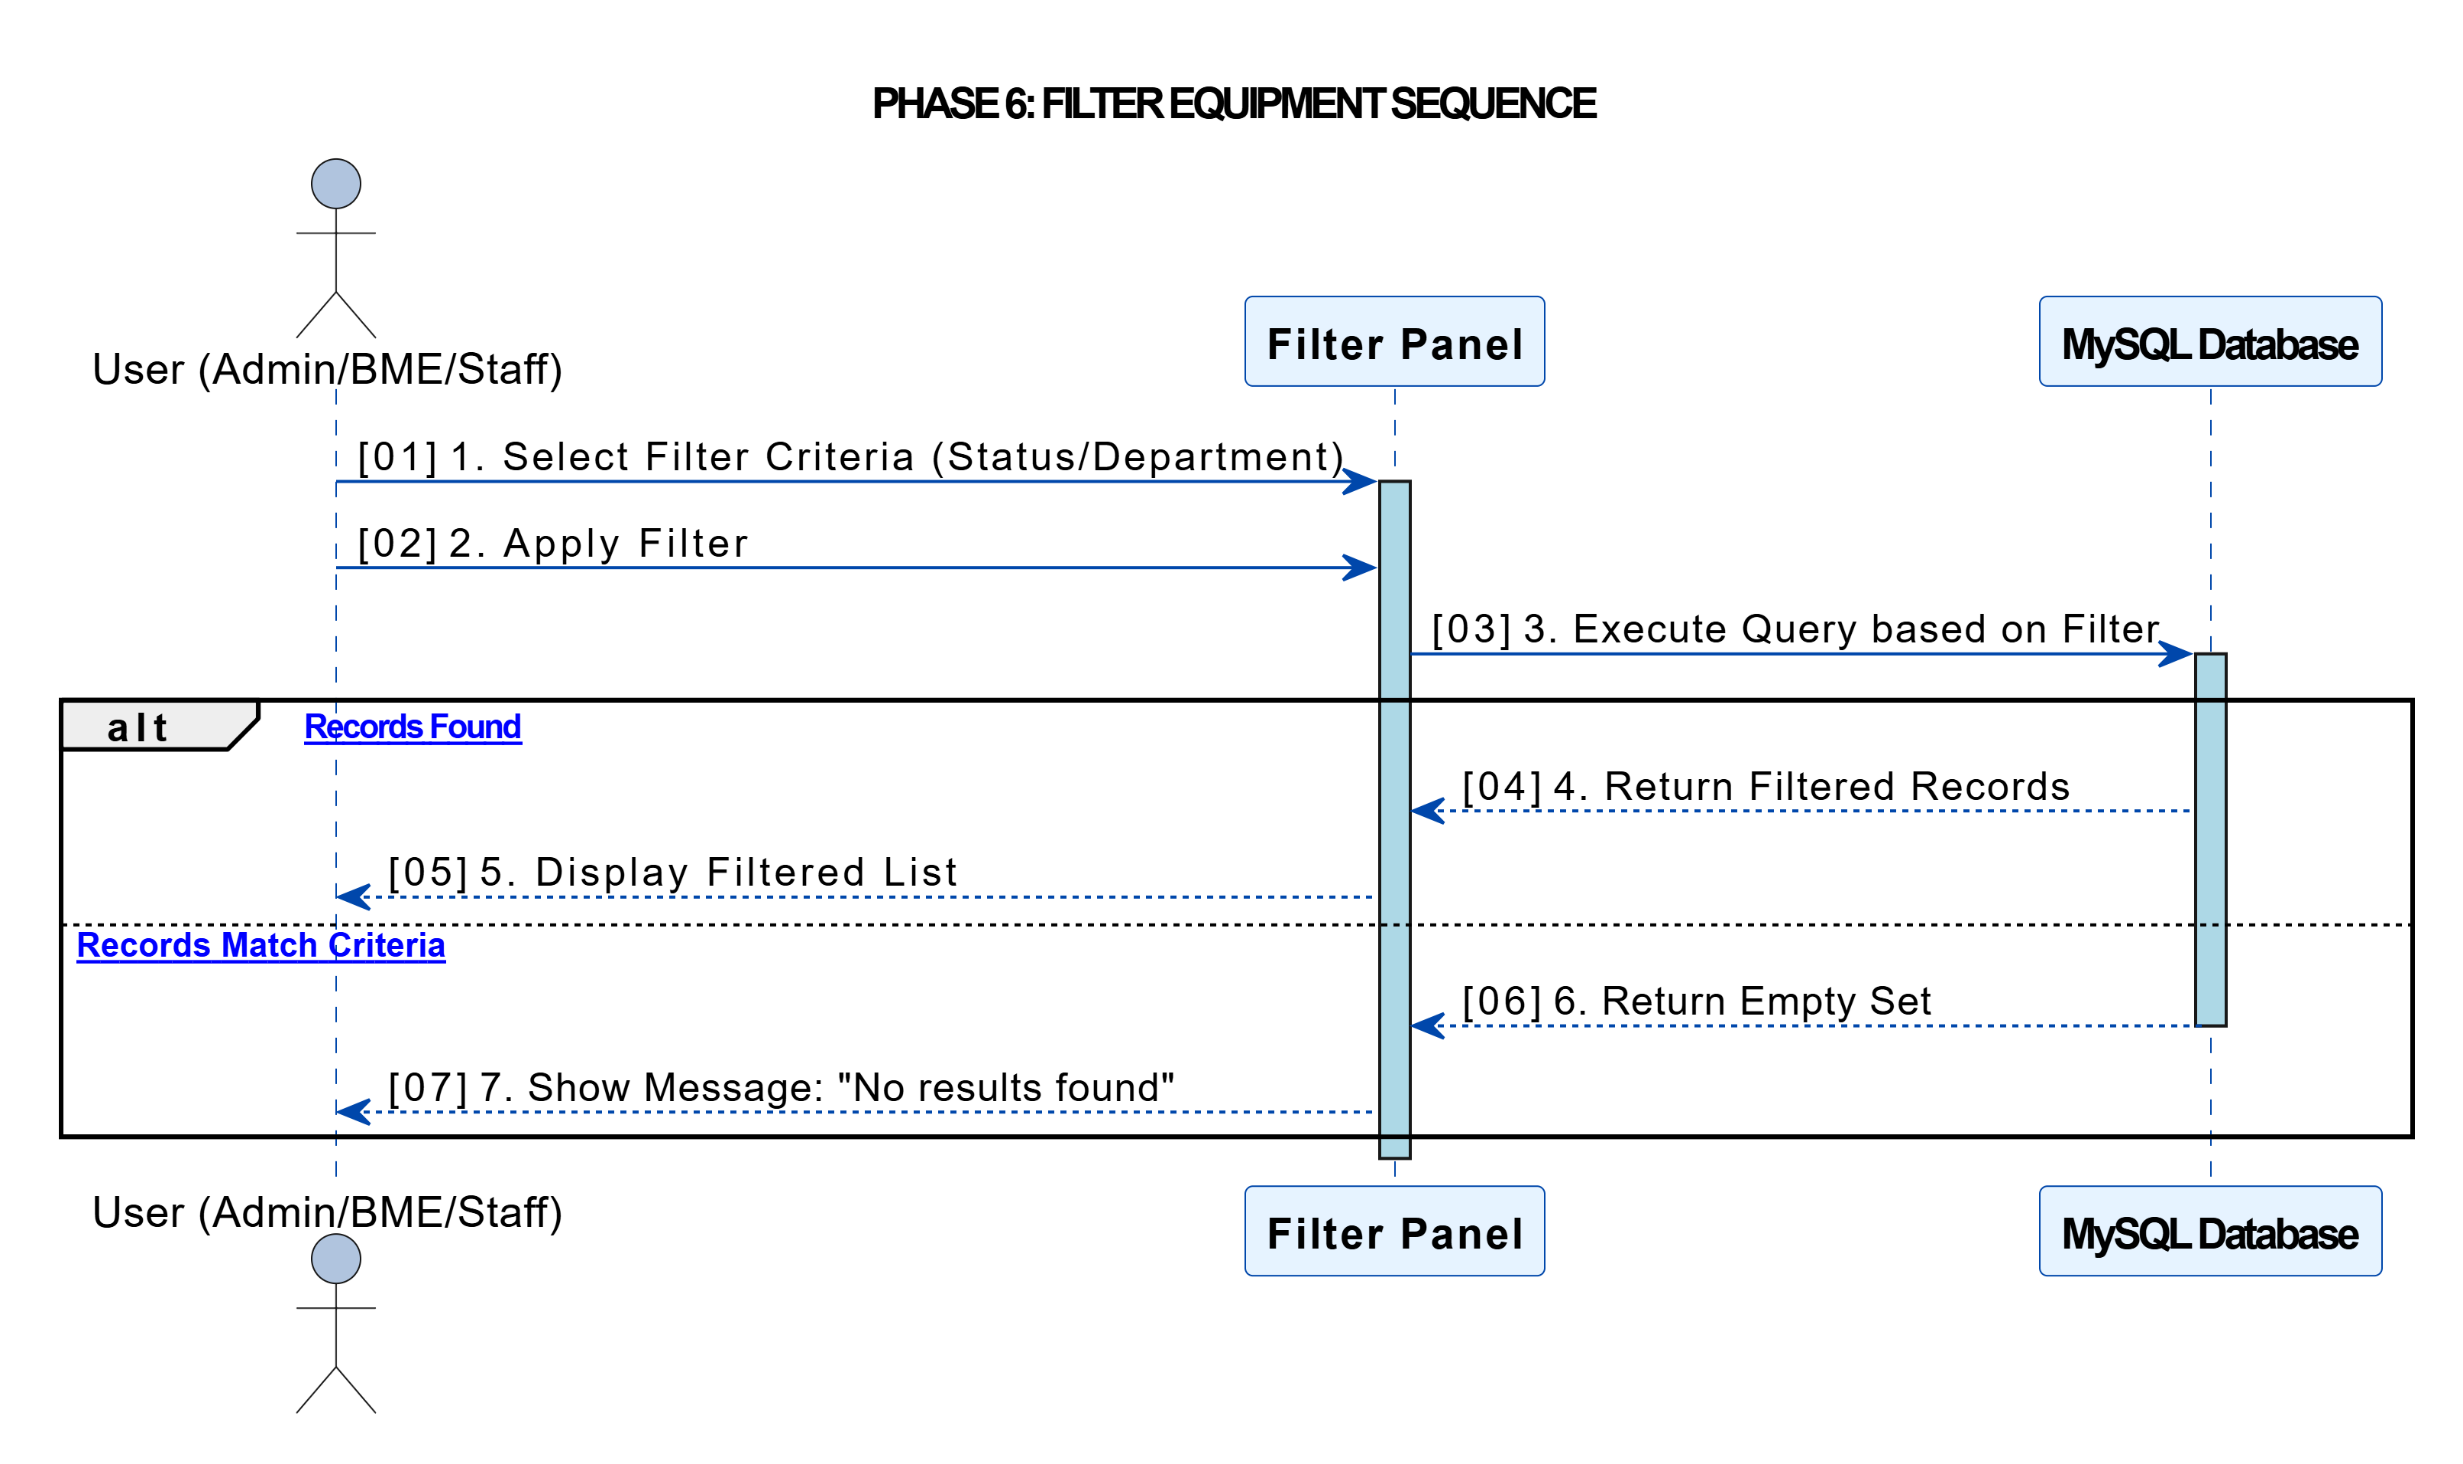 PHASE 6: FILTER EQUIPMENT SEQUENCE
User (Admin/BME/Staff)
Filter Panel
MySQL Database
[01] 1. Select Filter Criteria (Status/Department)
[02] 2. Apply Filter
[03] 3. Execute Query based on Filter
alt
Records Found
[04] 4. Return Filtered Records
[05] 5. Display Filtered List
Records Match Criteria
[06] 6. Return Empty Set
[07] 7. Show Message: "No results found"
User (Admin/BME/Staff)
Filter Panel
MySQL Database